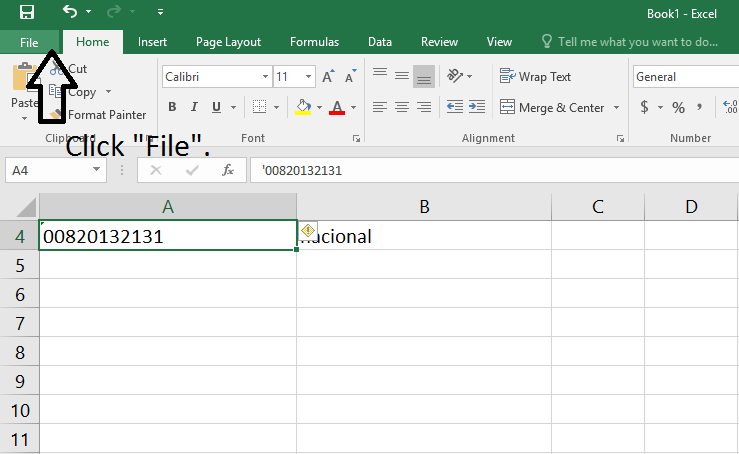 Book1 - Excel
File Home Insert Page Layout Formulas Data Review View Tell me what you want to do...
Cut
Calibri 11 A A Wrap Text General
Paste
Copy
B I U A Merge & Center $ % , .00
Format Painter
Clipboard Font Alignment Number
Click "File".
A4 fx '00820132131
A B C D
4 00820132131 nacional
5
6
7
8
9
10
11